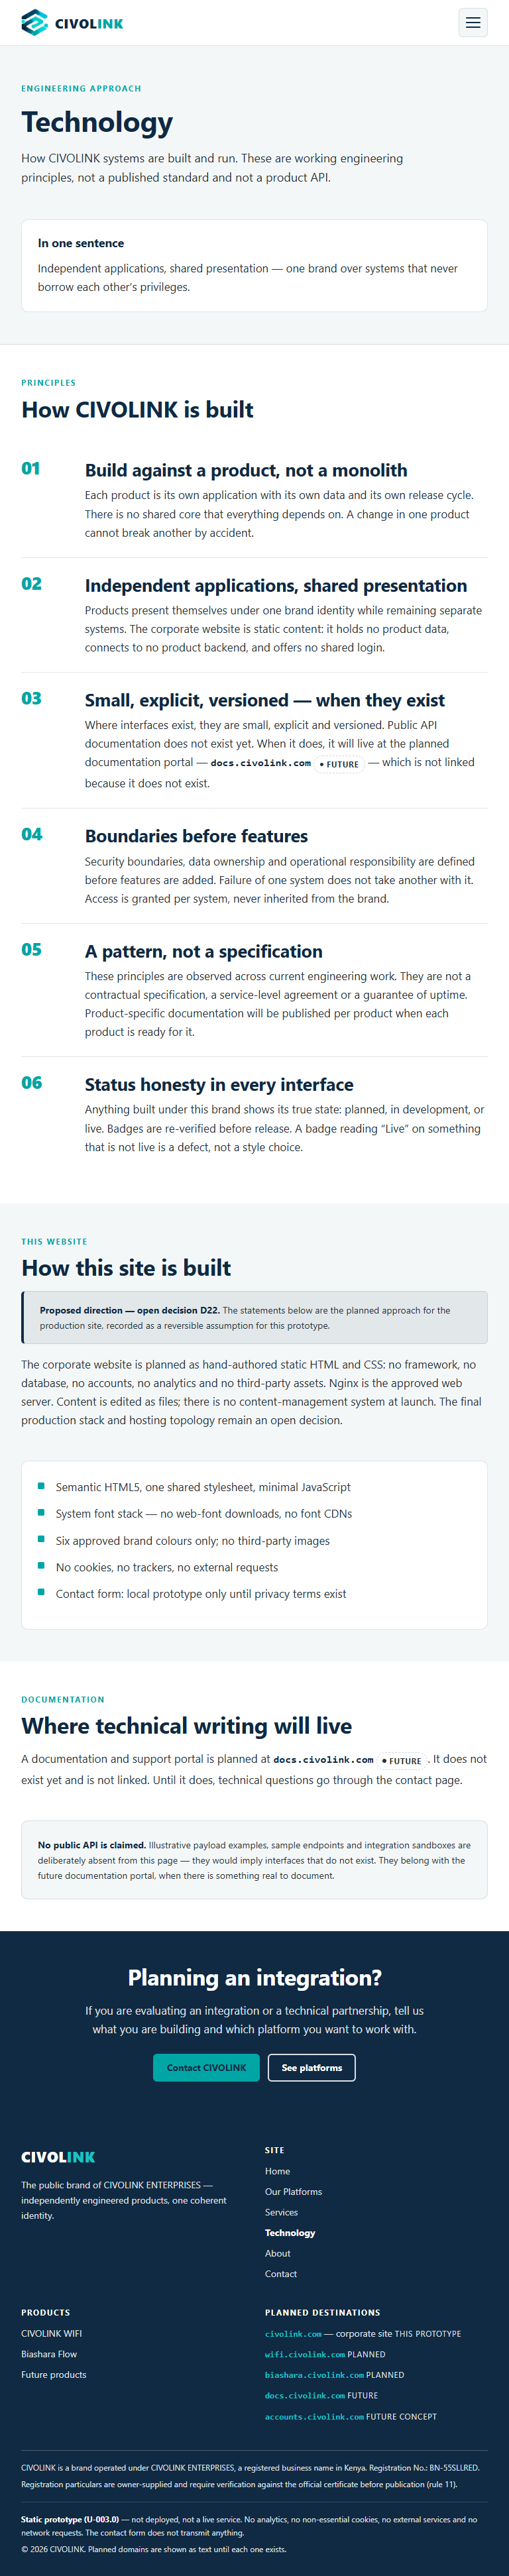 CIVOLINK
ENGINEERING APPROACH
Technology
How CIVOLINK systems are built and run. These are working engineering
principles, not a published standard and not a product API.
In one sentence
Independent applications, shared presentation — one brand over systems that never
borrow each other’s privileges.
PRINCIPLES
How CIVOLINK is built
01
Build against a product, not a monolith
Each product is its own application with its own data and its own release cycle.
There is no shared core that everything depends on. A change in one product
cannot break another by accident.
02
Independent applications, shared presentation
Products present themselves under one brand identity while remaining separate
systems. The corporate website is static content: it holds no product data,
connects to no product backend, and offers no shared login.
03
Small, explicit, versioned — when they exist
Where interfaces exist, they are small, explicit and versioned. Public API
documentation does not exist yet. When it does, it will live at the planned
documentation portal — docs.civolink.com • FUTURE — which is not linked
because it does not exist.
04
Boundaries before features
Security boundaries, data ownership and operational responsibility are defined
before features are added. Failure of one system does not take another with it.
Access is granted per system, never inherited from the brand.
05
A pattern, not a specification
These principles are observed across current engineering work. They are not a
contractual specification, a service-level agreement or a guarantee of uptime.
Product-specific documentation will be published per product when each
product is ready for it.
06
Status honesty in every interface
Anything built under this brand shows its true state: planned, in development, or
live. Badges are re-verified before release. A badge reading “Live” on something
that is not live is a defect, not a style choice.
THIS WEBSITE
How this site is built
Proposed direction — open decision D22. The statements below are the planned approach for the
production site, recorded as a reversible assumption for this prototype.
The corporate website is planned as hand-authored static HTML and CSS: no framework, no
database, no accounts, no analytics and no third-party assets. Nginx is the approved web
server. Content is edited as files; there is no content-management system at launch. The final
production stack and hosting topology remain an open decision.
Semantic HTML5, one shared stylesheet, minimal JavaScript
System font stack — no web-font downloads, no font CDNs
Six approved brand colours only; no third-party images
No cookies, no trackers, no external requests
Contact form: local prototype only until privacy terms exist
DOCUMENTATION
Where technical writing will live
A documentation and support portal is planned at docs.civolink.com • FUTURE . It does not
exist yet and is not linked. Until it does, technical questions go through the contact page.
No public API is claimed. Illustrative payload examples, sample endpoints and integration sandboxes are
deliberately absent from this page — they would imply interfaces that do not exist. They belong with the
future documentation portal, when there is something real to document.
Planning an integration?
If you are evaluating an integration or a technical partnership, tell us
what you are building and which platform you want to work with.
Contact CIVOLINK
See platforms
CIVOLINK
The public brand of CIVOLINK ENTERPRISES —
independently engineered products, one coherent
identity.
SITE
Home
Our Platforms
Services
Technology
About
Contact
PRODUCTS
CIVOLINK WIFI
Biashara Flow
Future products
PLANNED DESTINATIONS
civolink.com — corporate site THIS PROTOTYPE
wifi.civolink.com PLANNED
biashara.civolink.com PLANNED
docs.civolink.com FUTURE
accounts.civolink.com FUTURE CONCEPT
CIVOLINK is a brand operated under CIVOLINK ENTERPRISES, a registered business name in Kenya. Registration No.: BN-55SLLRED.
Registration particulars are owner-supplied and require verification against the official certificate before publication (rule 11).
Static prototype (U-003.0) — not deployed, not a live service. No analytics, no non-essential cookies, no external services and no
network requests. The contact form does not transmit anything.
© 2026 CIVOLINK. Planned domains are shown as text until each one exists.